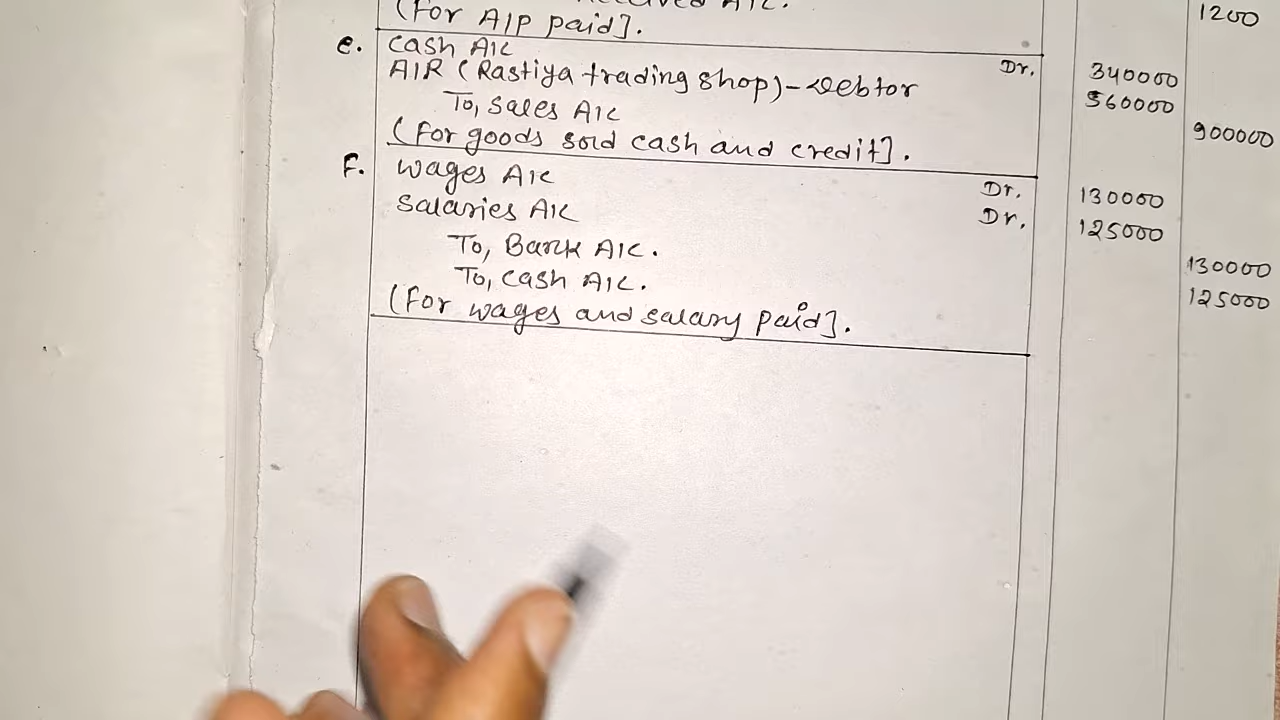 Received A/c.
(For A/P paid].
1200
e. Cash A/c Dr. 340000
A/R (Rastiya trading shop)-Debtor 560000
To, Sales A/c
900000
(For goods sold cash and credit].
F. Wages A/c Dr. 130000
Salaries A/c Dr. 125000
To, Bank A/c. 130000
To, Cash A/c. 125000
(For wages and salary paid].